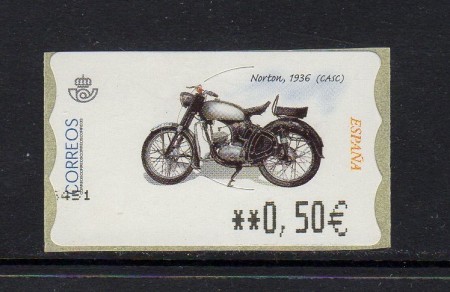 Norton, 1936 (CASC)
CORREOS
ESPAÑA
**0,50€